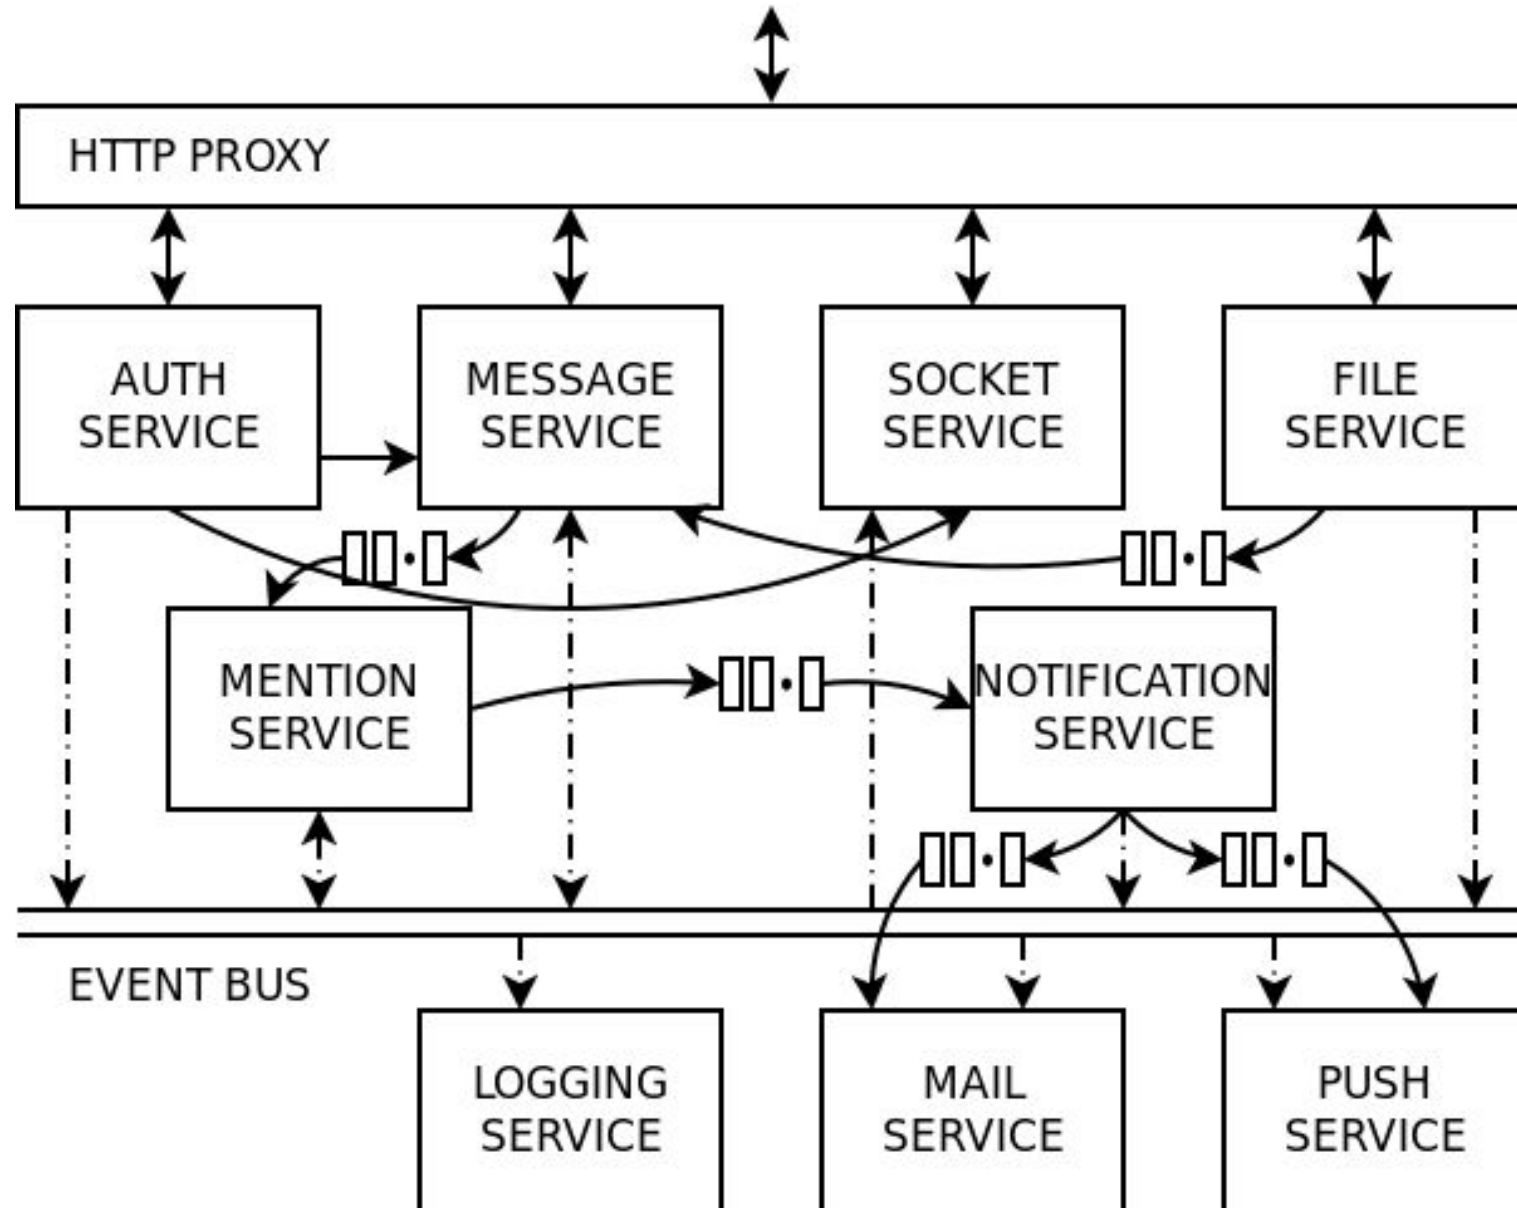 HTTP PROXY
AUTH
SERVICE
MESSAGE
SERVICE
SOCKET
SERVICE
FILE
SERVICE
MENTION
SERVICE
NOTIFICATION
SERVICE
EVENT BUS
LOGGING
SERVICE
MAIL
SERVICE
PUSH
SERVICE